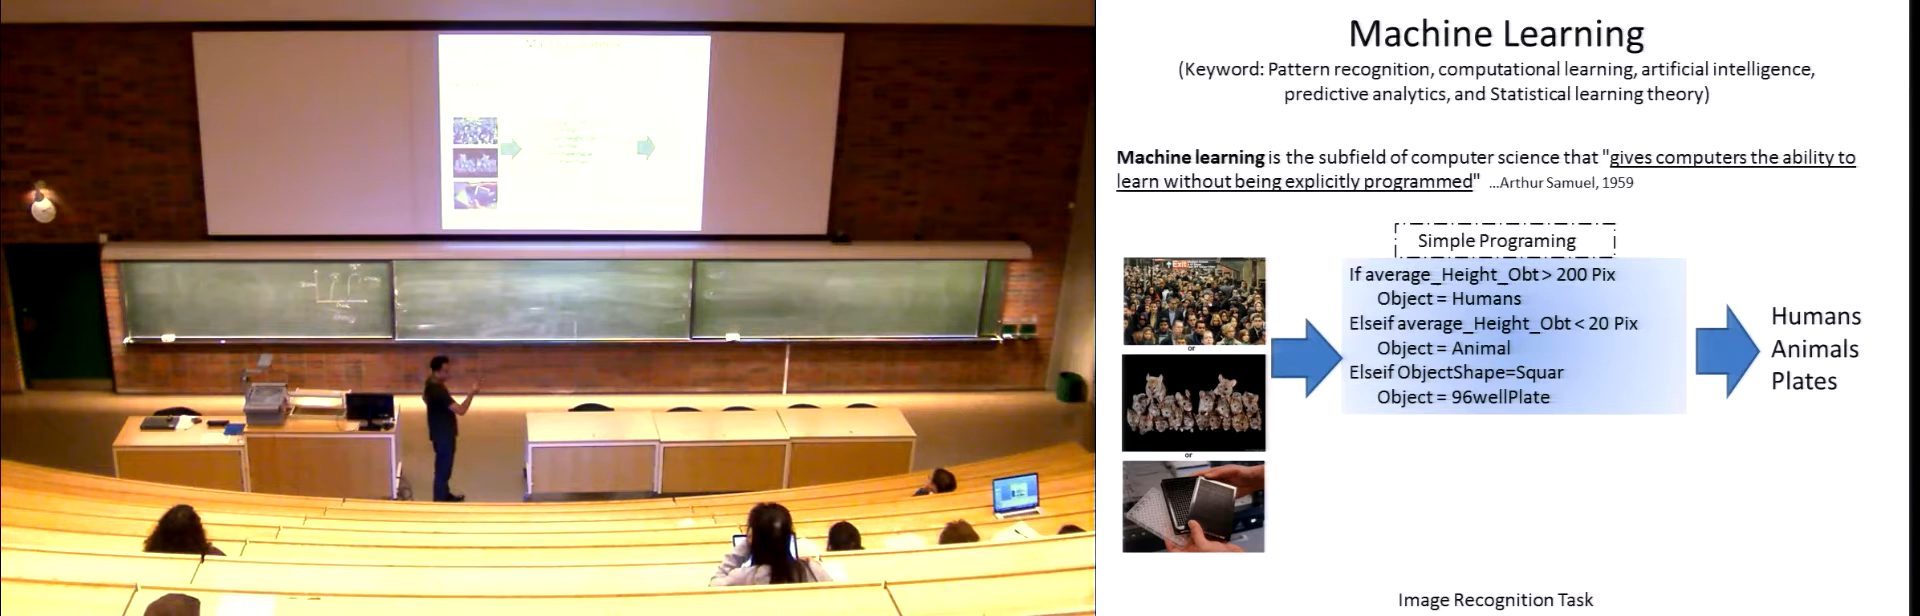 Machine Learning
(Keyword: Pattern recognition, computational learning, artificial intelligence,
predictive analytics, and Statistical learning theory)
Machine learning is the subfield of computer science that "gives computers the ability to
learn without being explicitly programmed" ...Arthur Samuel, 1959
Simple Programing
If average_Height_Obt > 200 Pix
Object = Humans
Elseif average_Height_Obt < 20 Pix
Object = Animal
Elseif ObjectShape=Squar
Object = 96wellPlate
Exit
or
or
Humans
Animals
Plates
Image Recognition Task